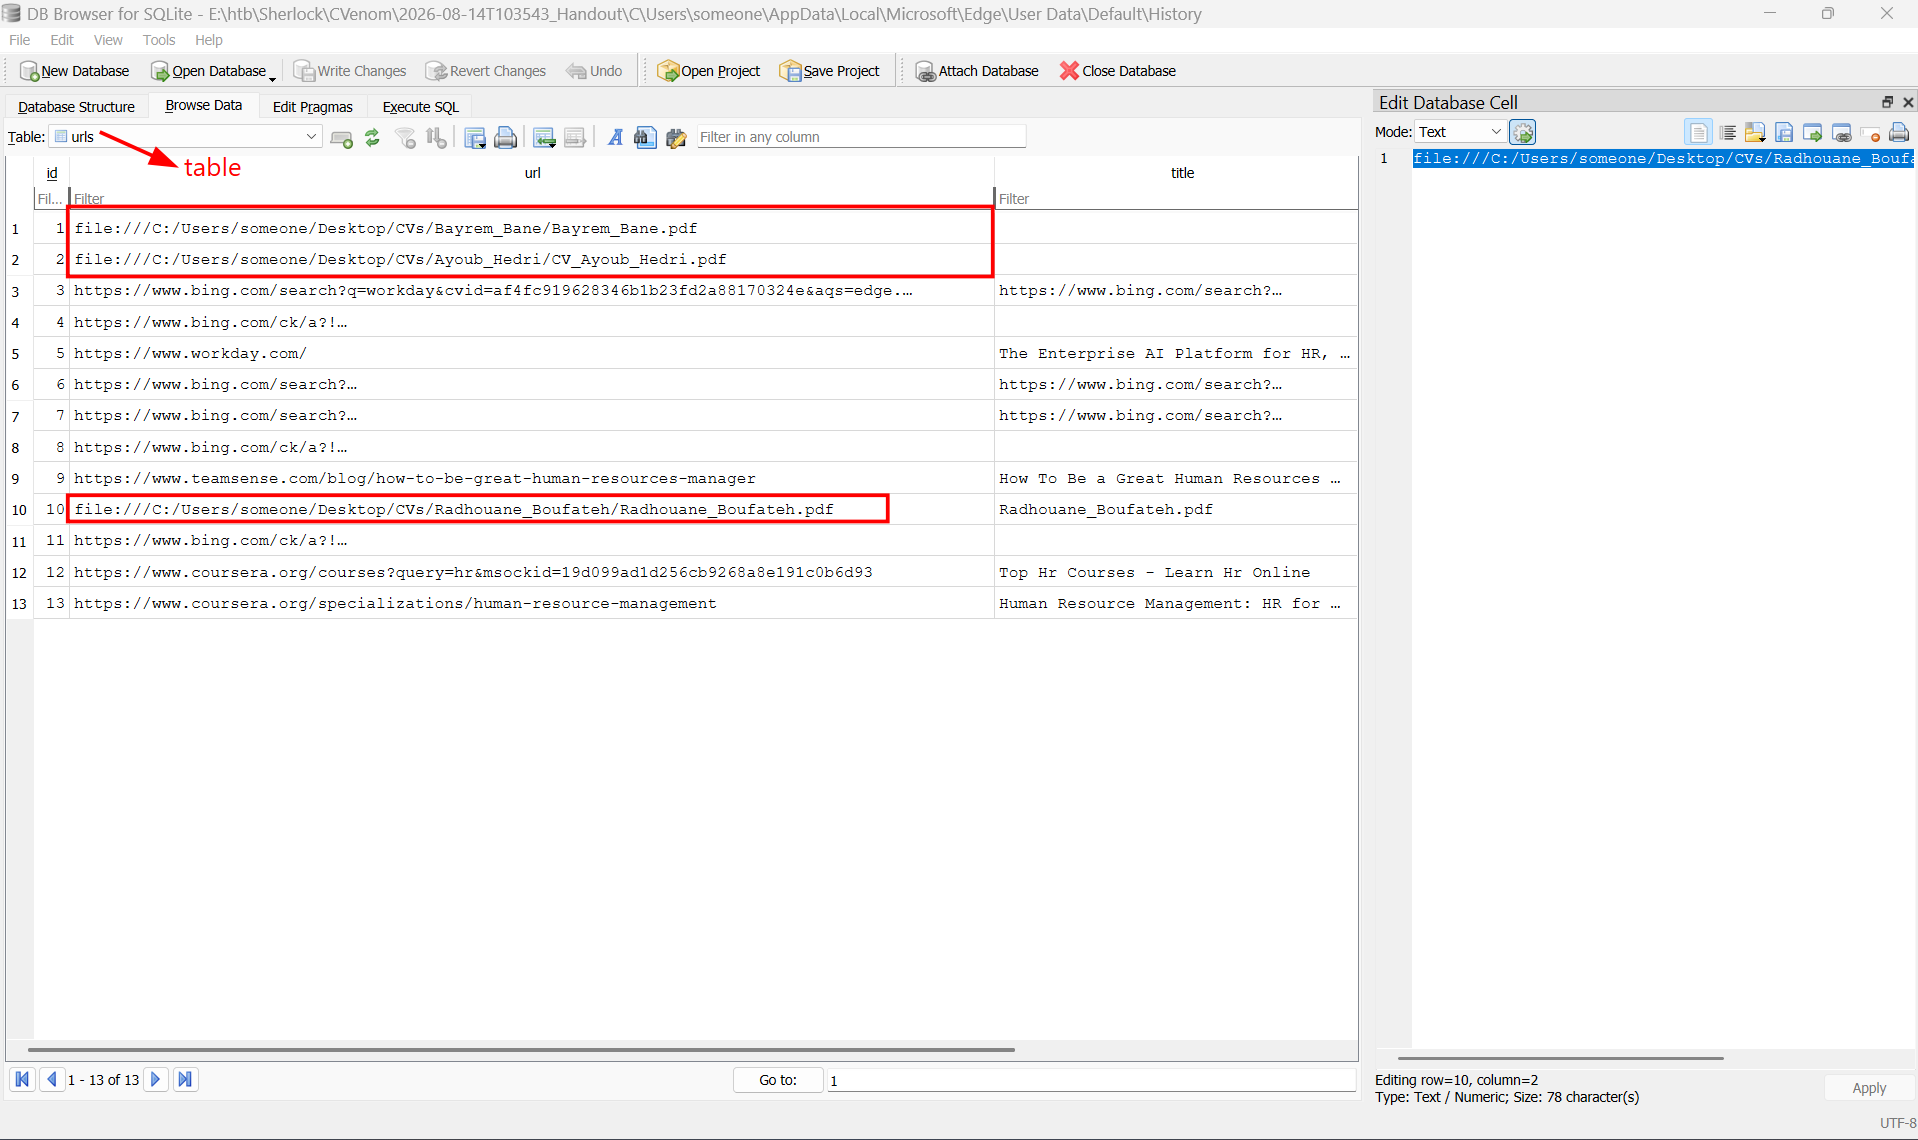 DB Browser for SQLite - E:\htb\Sherlock\CVenom\2026-08-14T103543_Handout\C\Users\someone\AppData\Local\Microsoft\Edge\User Data\Default\History
File Edit View Tools Help
New Database Open Database Write Changes Revert Changes Undo Open Project Save Project Attach Database Close Database
Database Structure Browse Data Edit Pragmas Execute SQL
Table: urls Filter in any column
table
id url title
Fil... Filter Filter
1 1 file:///C:/Users/someone/Desktop/CVs/Bayrem_Bane/Bayrem_Bane.pdf
2 2 file:///C:/Users/someone/Desktop/CVs/Ayoub_Hedri/CV_Ayoub_Hedri.pdf
3 3 https://www.bing.com/search?q=workday&cvid=af4fc919628346b1b23fd2a88170324e&aqs=edge.… https://www.bing.com/search?…
4 4 https://www.bing.com/ck/a?!…
5 5 https://www.workday.com/ The Enterprise AI Platform for HR, …
6 6 https://www.bing.com/search?… https://www.bing.com/search?…
7 7 https://www.bing.com/search?… https://www.bing.com/search?…
8 8 https://www.bing.com/ck/a?!…
9 9 https://www.teamsense.com/blog/how-to-be-great-human-resources-manager How To Be a Great Human Resources …
10 10 file:///C:/Users/someone/Desktop/CVs/Radhouane_Boufateh/Radhouane_Boufateh.pdf Radhouane_Boufateh.pdf
11 11 https://www.bing.com/ck/a?!…
12 12 https://www.coursera.org/courses?query=hr&msockid=19d099ad1d256cb9268a8e191c0b6d93 Top Hr Courses - Learn Hr Online
13 13 https://www.coursera.org/specializations/human-resource-management Human Resource Management: HR for …
1 - 13 of 13 Go to: 1
Edit Database Cell
Mode: Text
1 file:///C:/Users/someone/Desktop/CVs/Radhouane_Boufa
Editing row=10, column=2
Type: Text / Numeric; Size: 78 character(s)
Apply
UTF-8